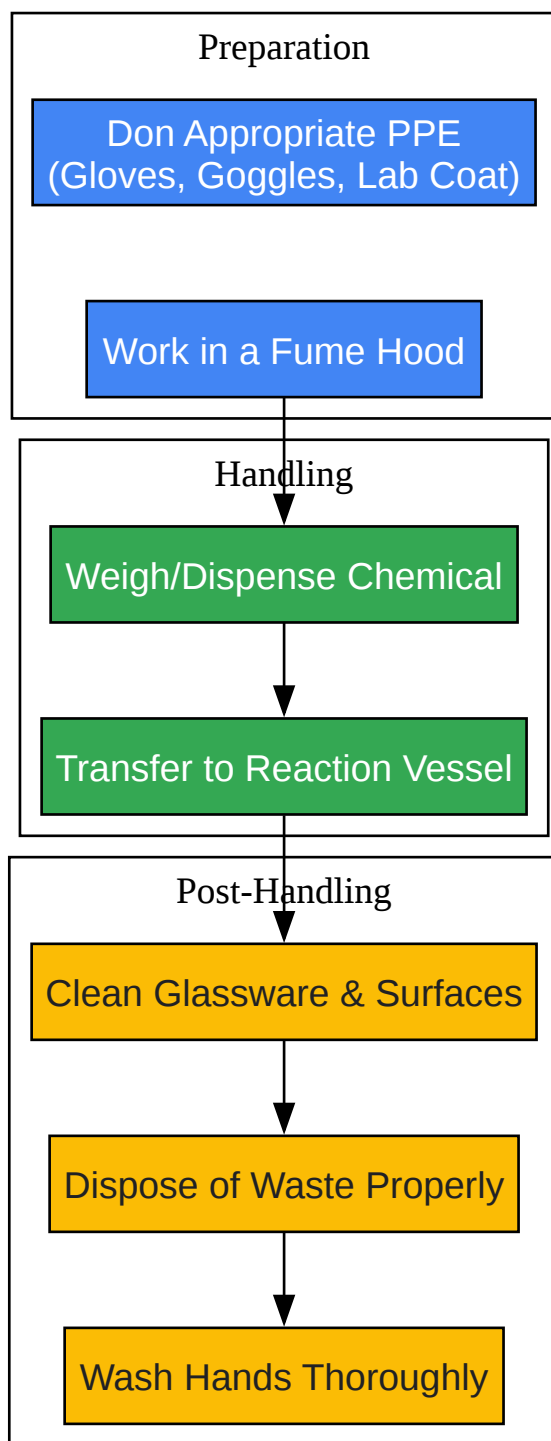 Preparation
Don Appropriate PPE
(Gloves, Goggles, Lab Coat)
Work in a Fume Hood
Handling
Weigh/Dispense Chemical
Transfer to Reaction Vessel
Post-Handling
Clean Glassware & Surfaces
Dispose of Waste Properly
Wash Hands Thoroughly